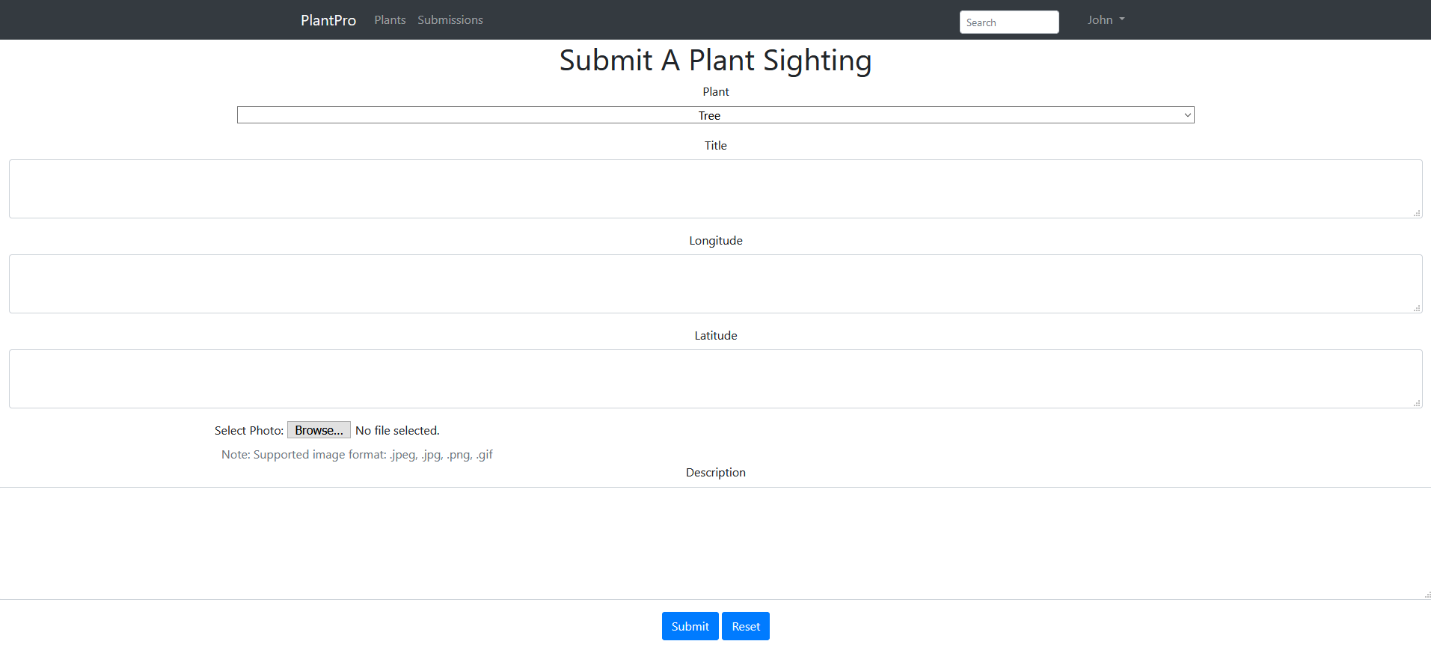 PlantPro Plants Submissions Search John
Submit A Plant Sighting
Plant
Tree
Title
Longitude
Latitude
Select Photo: Browse... No file selected.
Note: Supported image format: .jpeg, .jpg, .png, .gif
Description
Submit Reset